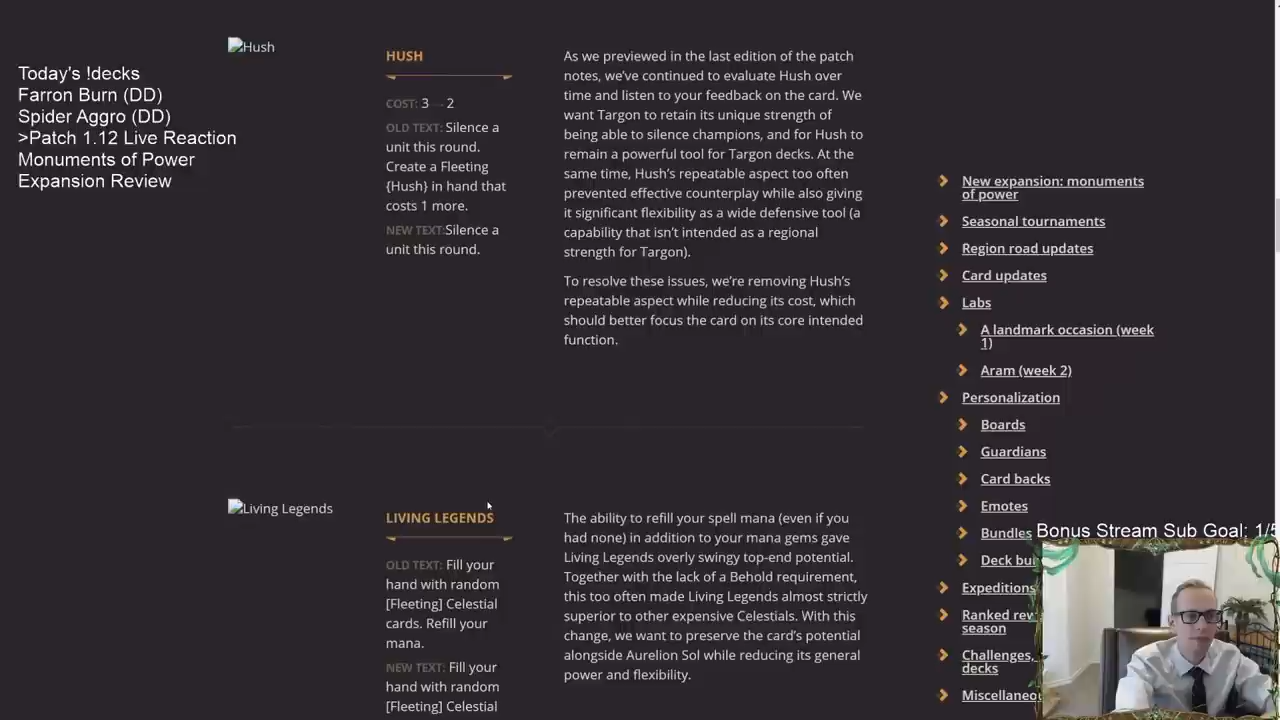 Today's !decks
Farron Burn (DD)
Spider Aggro (DD)
>Patch 1.12 Live Reaction
Monuments of Power
Expansion Review
Hush
HUSH
COST: 3 → 2
OLD TEXT: Silence a
unit this round.
Create a Fleeting
{Hush} in hand that
costs 1 more.
NEW TEXT:Silence a
unit this round.
As we previewed in the last edition of the patch
notes, we’ve continued to evaluate Hush over
time and listen to your feedback on the card. We
want Targon to retain its unique strength of
being able to silence champions, and for Hush to
remain a powerful tool for Targon decks. At the
same time, Hush’s repeatable aspect too often
prevented effective counterplay while also giving
it significant flexibility as a wide defensive tool (a
capability that isn’t intended as a regional
strength for Targon).
To resolve these issues, we’re removing Hush’s
repeatable aspect while reducing its cost, which
should better focus the card on its core intended
function.
Living Legends
LIVING LEGENDS
OLD TEXT: Fill your
hand with random
[Fleeting] Celestial
cards. Refill your
mana.
NEW TEXT: Fill your
hand with random
[Fleeting] Celestial
The ability to refill your spell mana (even if you
had none) in addition to your mana gems gave
Living Legends overly swingy top-end potential.
Together with the lack of a Behold requirement,
this too often made Living Legends almost strictly
superior to other expensive Celestials. With this
change, we want to preserve the card’s potential
alongside Aurelion Sol while reducing its general
power and flexibility.
New expansion: monuments
of power
Seasonal tournaments
Region road updates
Card updates
Labs
A landmark occasion (week
1)
Aram (week 2)
Personalization
Boards
Guardians
Card backs
Emotes
Bundles
Deck bui
Expeditions
Ranked rew
season
Challenges,
decks
Miscellaneo
Bonus Stream Sub Goal: 1/5